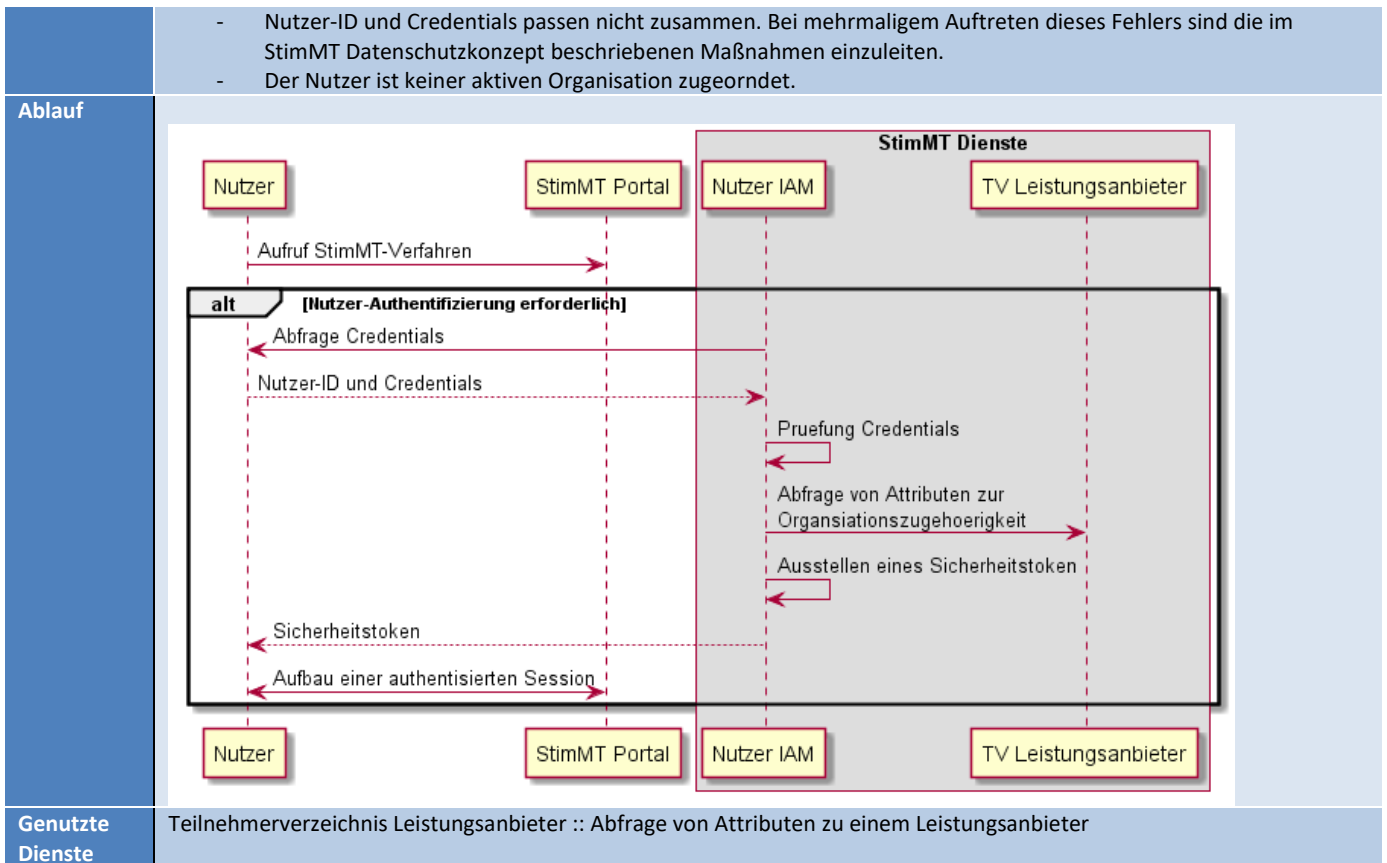 - Nutzer-ID und Credentials passen nicht zusammen. Bei mehrmaligem Auftreten dieses Fehlers sind die im
StimMT Datenschutzkonzept beschriebenen Maßnahmen einzuleiten.
- Der Nutzer ist keiner aktiven Organisation zugeorndet.
Ablauf
StimMT Dienste
Nutzer StimMT Portal Nutzer IAM TV Leistungsanbieter
Aufruf StimMT-Verfahren
alt [Nutzer-Authentifizierung erforderlich]
Abfrage Credentials
Nutzer-ID und Credentials
Pruefung Credentials
Abfrage von Attributen zur
Organsiationszugehoerigkeit
Ausstellen eines Sicherheitstoken
Sicherheitstoken
Aufbau einer authentisierten Session
Nutzer StimMT Portal Nutzer IAM TV Leistungsanbieter
Genutzte
Dienste
Teilnehmerverzeichnis Leistungsanbieter :: Abfrage von Attributen zu einem Leistungsanbieter